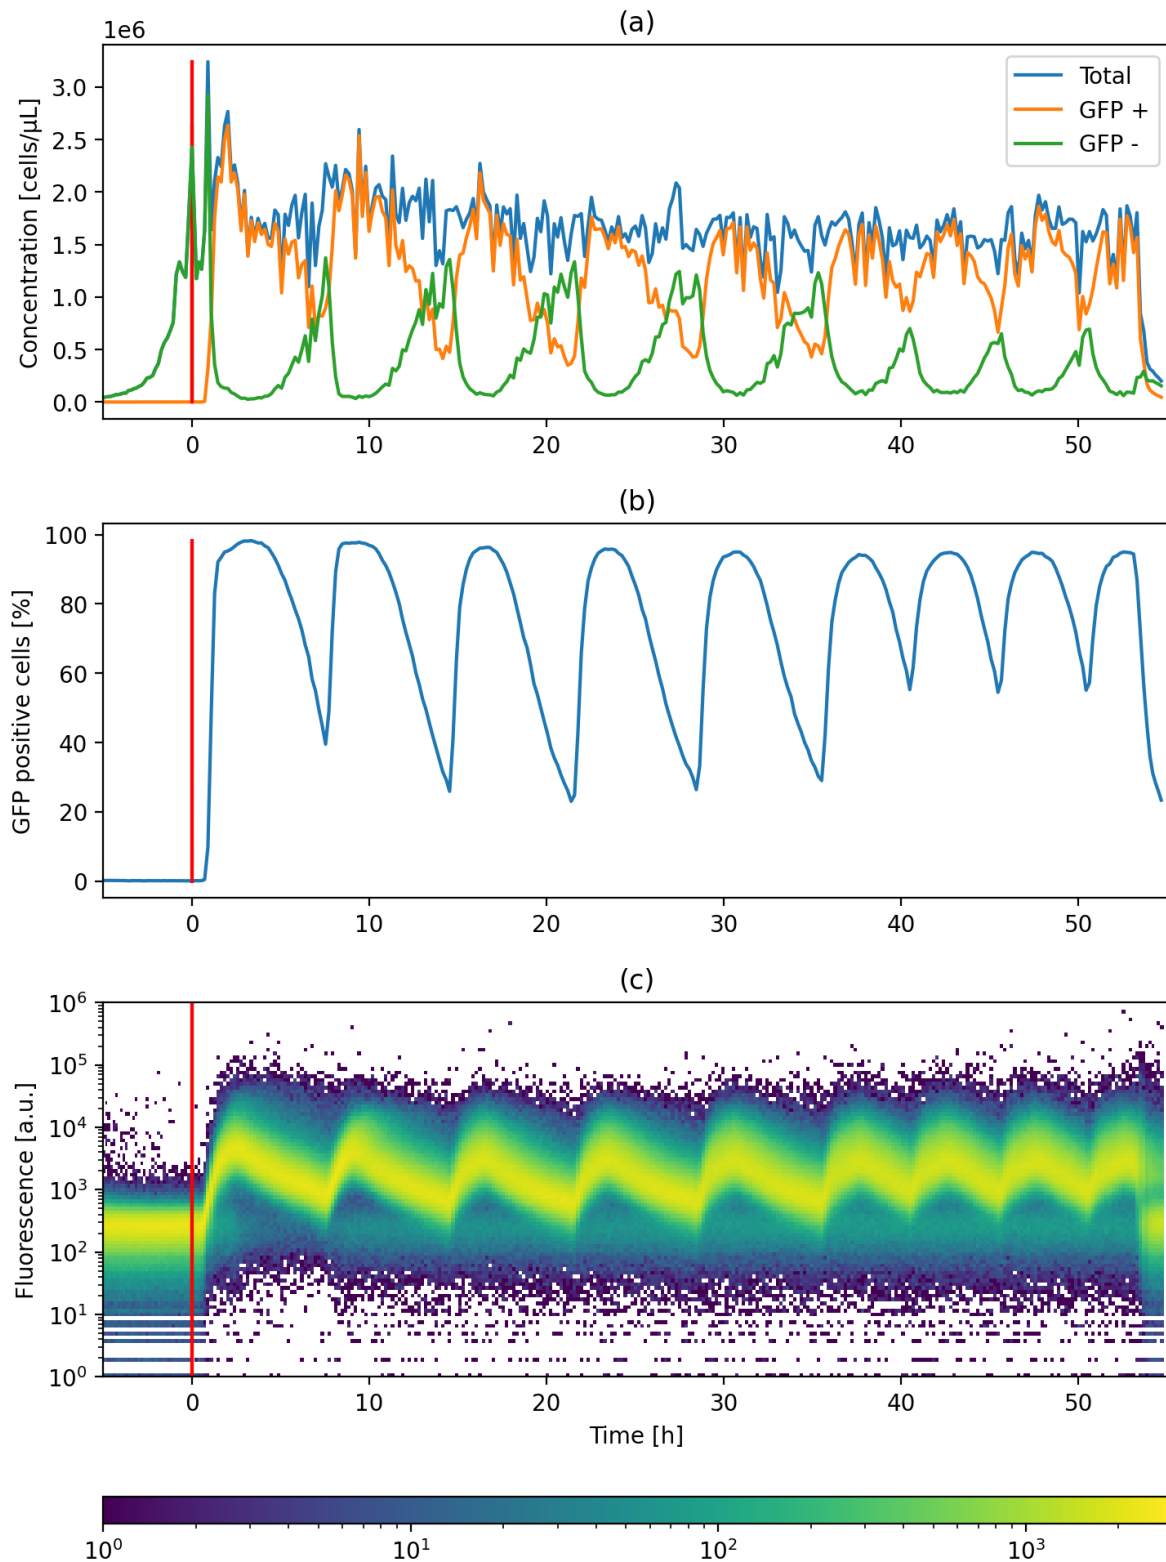 (a)
1e6
3.0
2.5
2.0
1.5
1.0
0.5
0.0
Concentration [cells/µL]
Total
GFP +
GFP -
0 10 20 30 40 50
(b)
100
80
60
40
20
0
GFP positive cells [%]
0 10 20 30 40 50
(c)
10⁶
10⁵
10⁴
10³
10²
10¹
10⁰
Fluorescence [a.u.]
0 10 20 30 40 50
Time [h]
10⁰ 10¹ 10² 10³